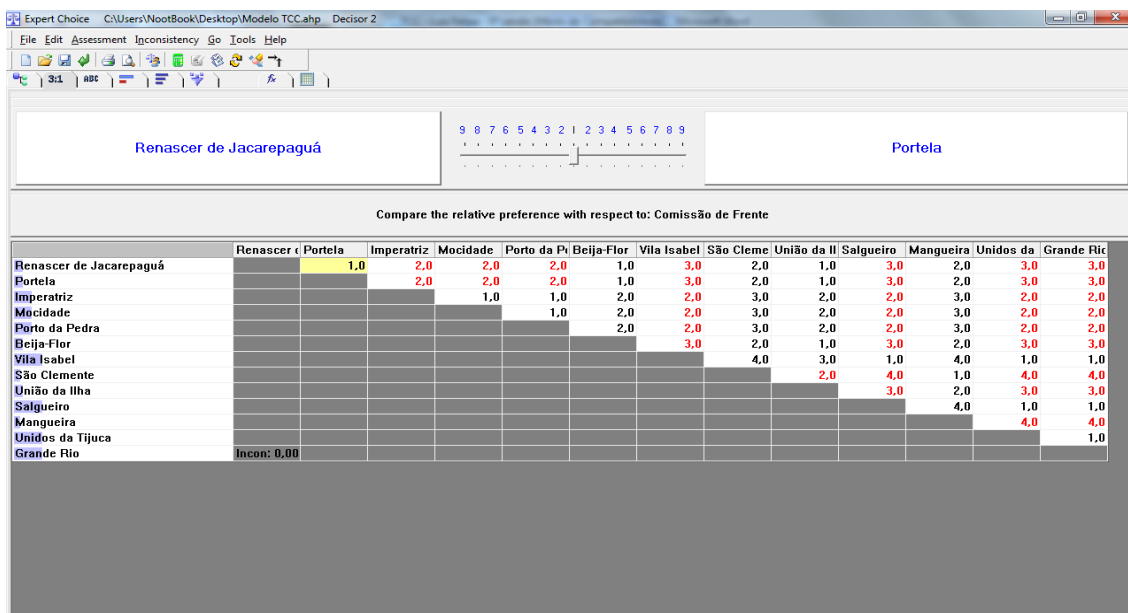 Expert Choice C:\Users\NootBook\Desktop\Modelo TCC.ahp Decisor 2
File Edit Assessment Inconsistency Go Tools Help
3:1 ABC fx
9 8 7 6 5 4 3 2 1 2 3 4 5 6 7 8 9
Renascer de Jacarepaguá Portela
Compare the relative preference with respect to: Comissão de Frente
Renascer Portela Imperatriz Mocidade Porto da P Beija-Flor Vila Isabel São Cleme União da Il Salgueiro Mangueira Unidos da Grande Ric
Renascer de Jacarepaguá 1,0 2,0 2,0 2,0 1,0 3,0 2,0 1,0 3,0 2,0 3,0 3,0
Portela 2,0 2,0 2,0 1,0 3,0 2,0 1,0 3,0 2,0 3,0 3,0
Imperatriz 1,0 1,0 2,0 2,0 3,0 2,0 2,0 3,0 2,0 2,0
Mocidade 1,0 2,0 2,0 3,0 2,0 2,0 3,0 2,0 2,0
Porto da Pedra 2,0 2,0 3,0 2,0 2,0 3,0 2,0 2,0
Beija-Flor 3,0 2,0 1,0 3,0 2,0 3,0 3,0
Vila Isabel 4,0 3,0 1,0 4,0 1,0 1,0
São Clemente 2,0 4,0 1,0 4,0 4,0
União da Ilha 3,0 2,0 3,0 3,0
Salgueiro 4,0 1,0 1,0
Mangueira 4,0 4,0
Unidos da Tijuca 1,0
Grande Rio Incon: 0,00